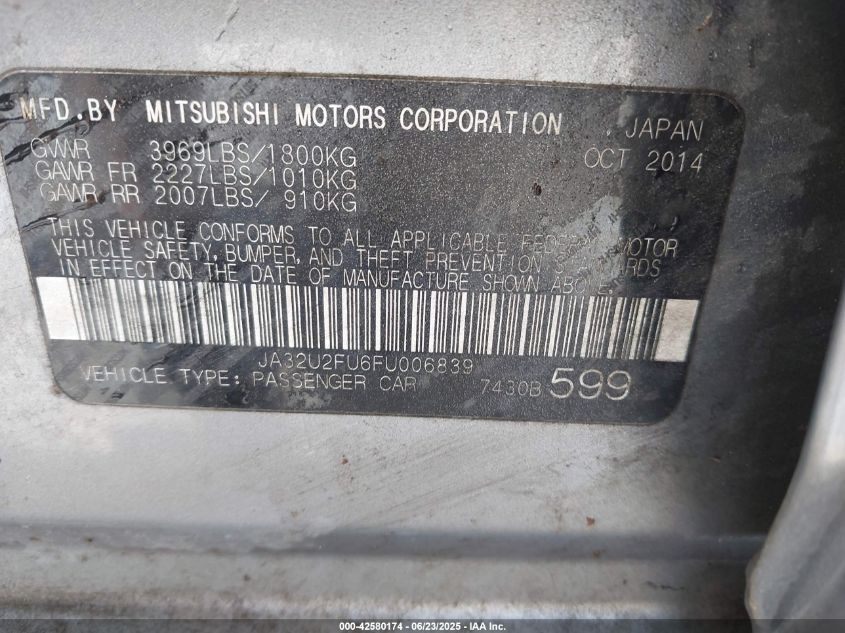 MFD.BY MITSUBISHI MOTORS CORPORATION JAPAN
GVWR 3969LBS/1800KG OCT 2014
GAWR FR 2227LBS/1010KG
GAWR RR 2007LBS/ 910KG
THIS VEHICLE CONFORMS TO ALL APPLICABLE FEDERAL MOTOR
VEHICLE SAFETY, BUMPER, AND THEFT PREVENTION STANDARDS
IN EFFECT ON THE DATE OF MANUFACTURE SHOWN ABOVE.
JA32U2FU6FU006839
VEHICLE TYPE: PASSENGER CAR 7430B 599
000-42580174 - 06/23/2025 - IAA Inc.